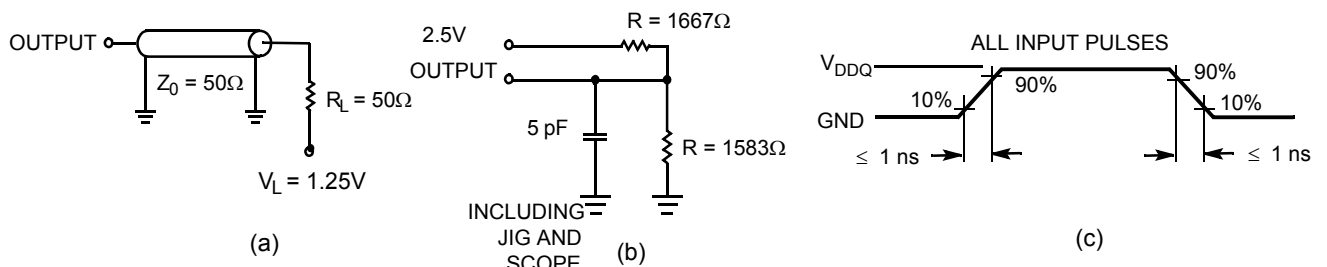 OUTPUT
Z0 = 50Ω
RL = 50Ω
VL = 1.25V
(a)
R = 1667Ω
2.5V
OUTPUT
5 pF
R = 1583Ω
INCLUDING
JIG AND
SCOPE
(b)
ALL INPUT PULSES
VDDQ
GND
10%
90%
90%
10%
≤ 1 ns
≤ 1 ns
(c)